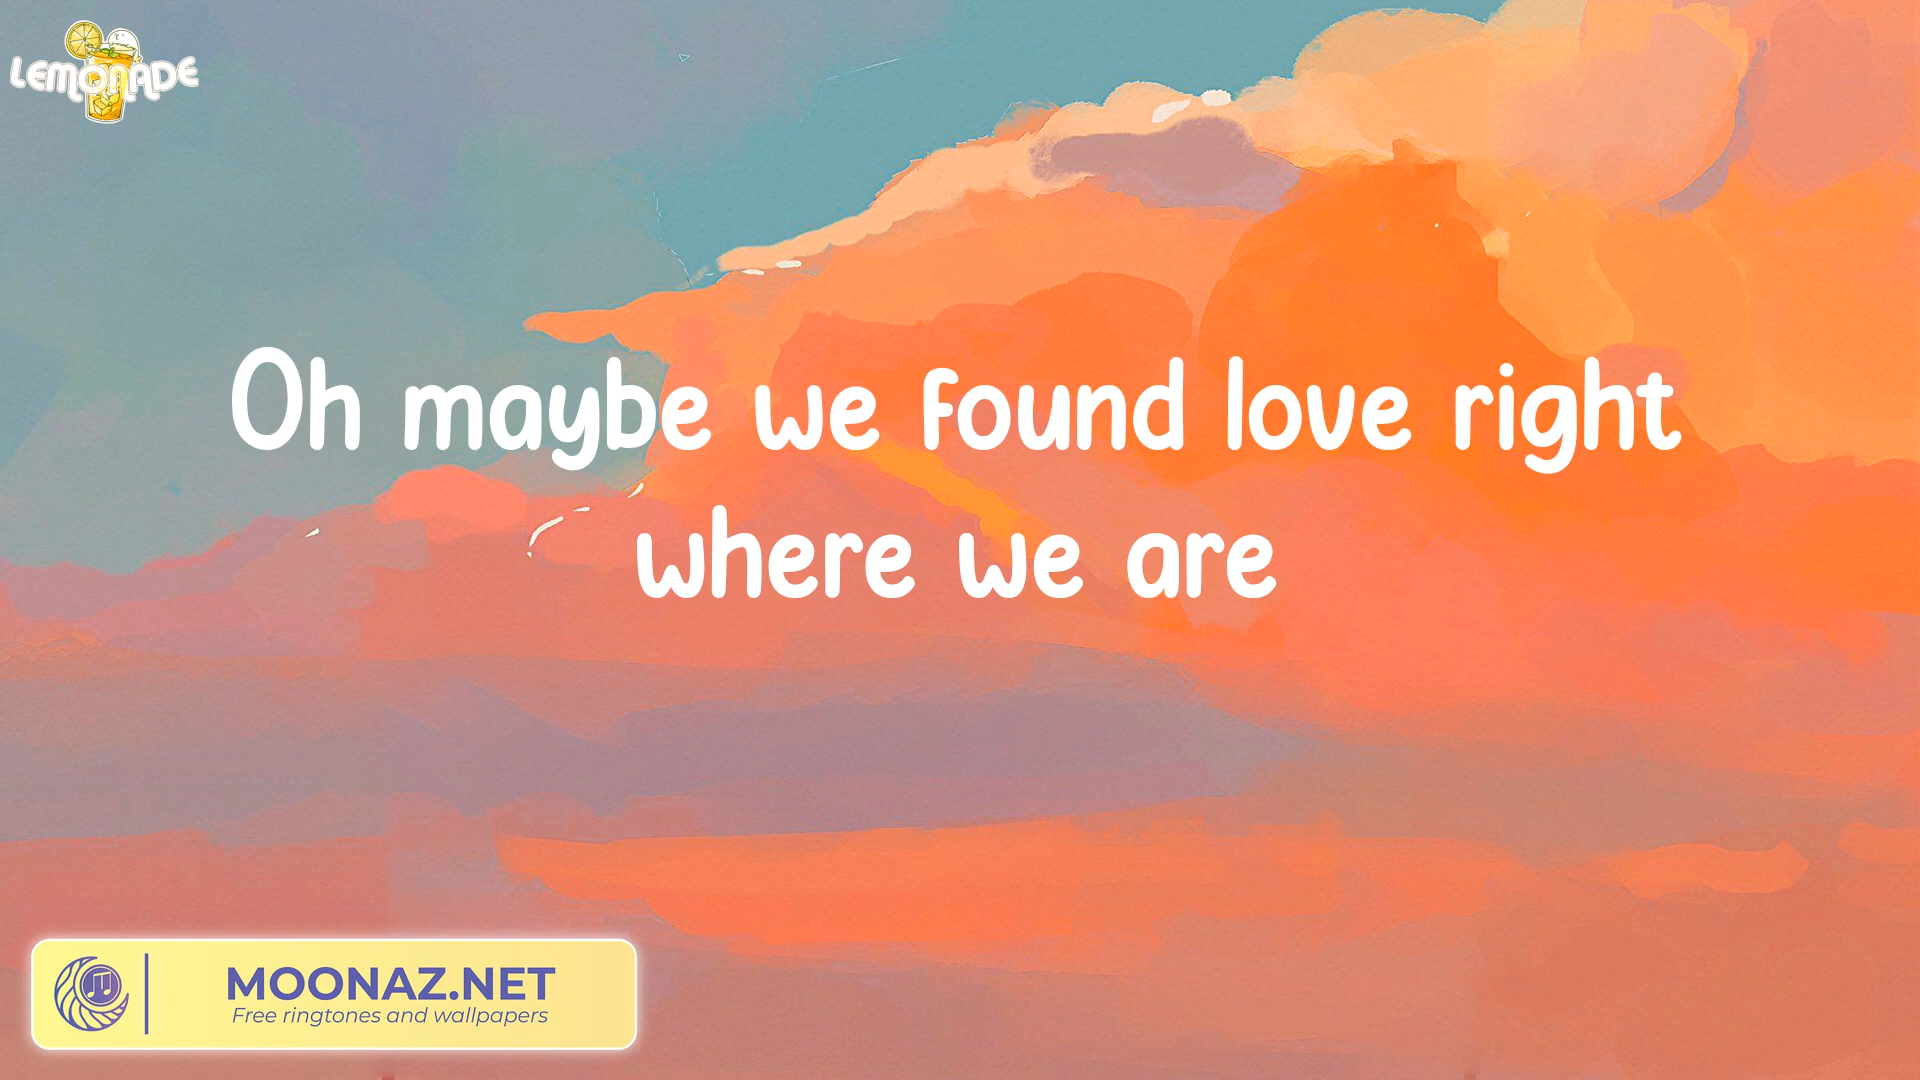 LEMONADE
Oh maybe we found love right
where we are
MOONAZ.NET
Free ringtones and wallpapers